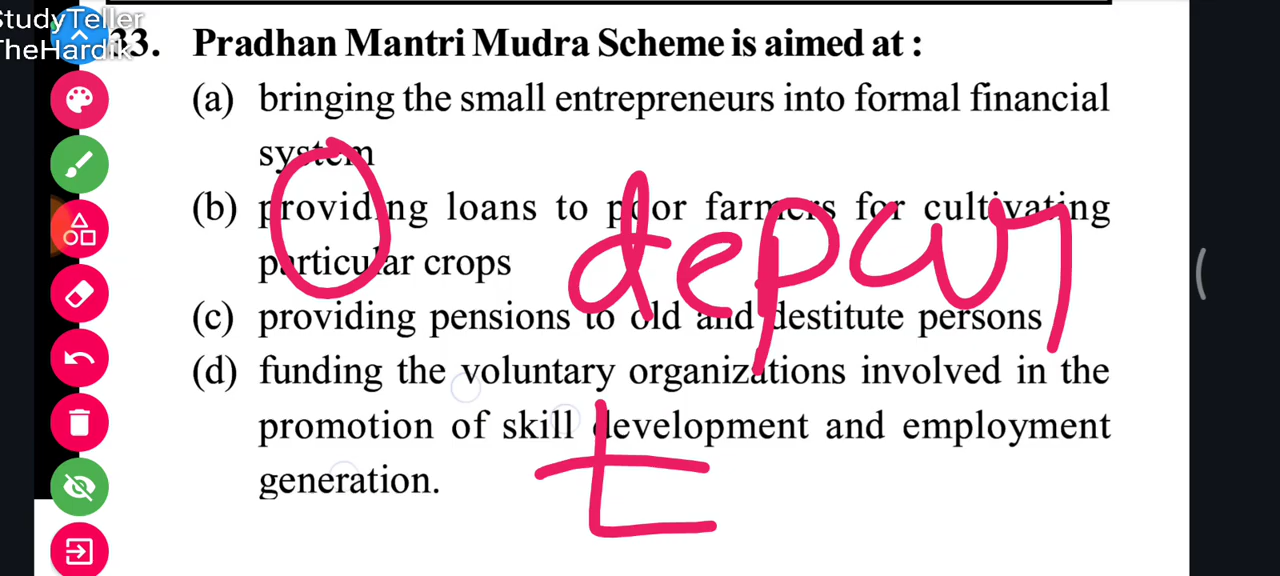 StudyTeller
TheHardik
33. Pradhan Mantri Mudra Scheme is aimed at :
(a) bringing the small entrepreneurs into formal financial
system
(b) providing loans to poor farmers for cultivating
particular crops
(c) providing pensions to old and destitute persons
(d) funding the voluntary organizations involved in the
promotion of skill development and employment
generation.